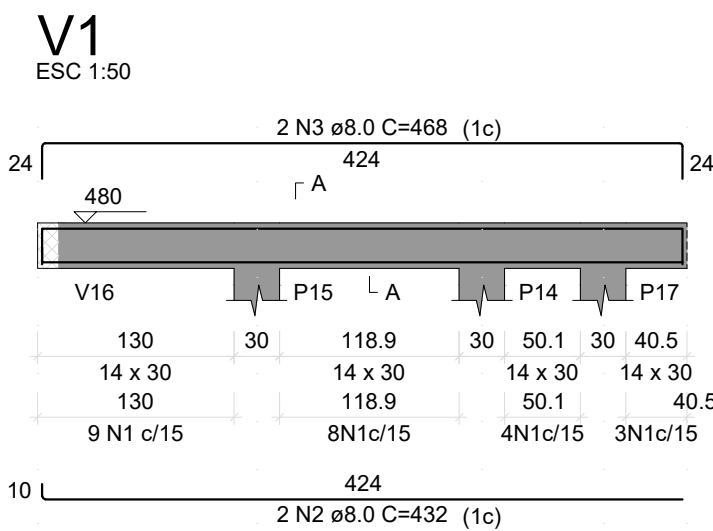 V1
ESC 1:50
2 N3 ø8.0 C=468 (1c)
24 424 24
A
480
V16 P15 A P14 P17
130 30 118.9 30 50.1 30 40.5
14 x 30 14 x 30 14 x 30 14 x 30
130 118.9 50.1 40.5
9 N1 c/15 8N1c/15 4N1c/15 3N1c/15
10 424
2 N2 ø8.0 C=432 (1c)